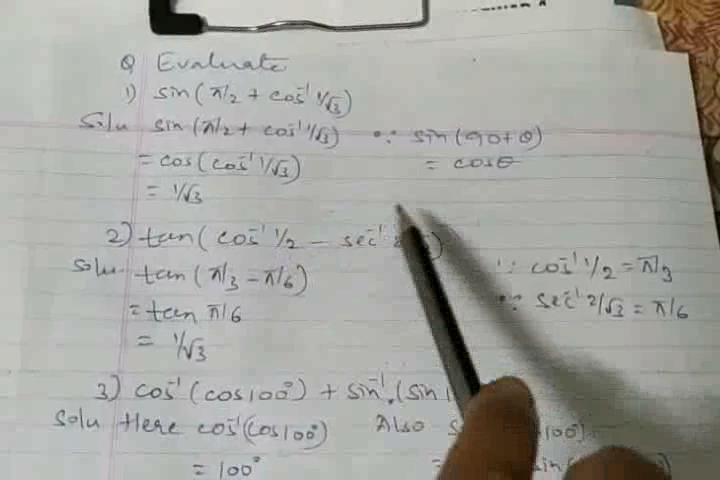 Q Evaluate
1) sin(π/2 + cos⁻¹ 1/√3)
Solu sin(π/2 + cos⁻¹ 1/√3) ∵ sin(90+θ)
= cos(cos⁻¹ 1/√3) = cosθ
= 1/√3
2) tan(cos⁻¹ 1/2 − sec⁻¹
Solu. tan(π/3 − π/6) ∵ cos⁻¹ 1/2 = π/3
= tan π/6 ∵ sec⁻¹ 2/√3 = π/6
= 1/√3
3) cos⁻¹(cos100°) + sin⁻¹(sin
Solu Here cos⁻¹(cos100°) Also 100)
= 100° = sin(